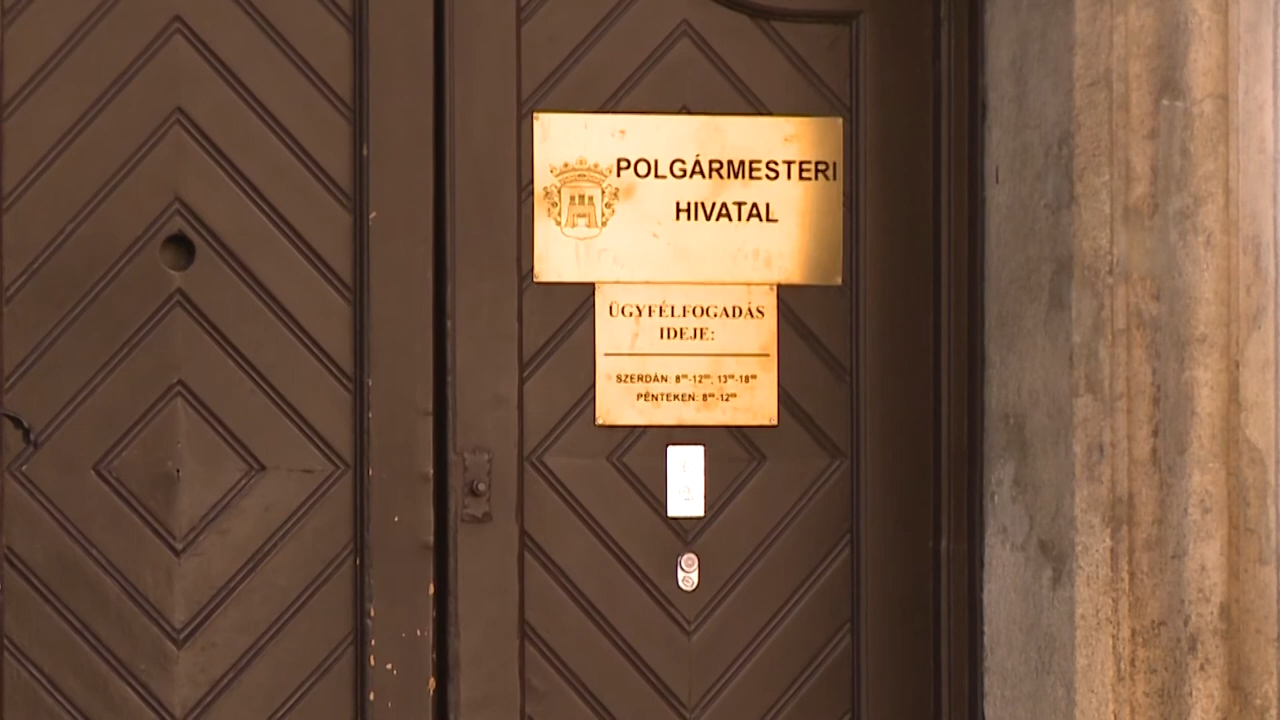 POLGÁRMESTERI
HIVATAL
ÜGYFÉLFOGADÁS
IDEJE:
SZERDÁN: 8⁰⁰-12⁰⁰; 13⁰⁰-18⁰⁰
PÉNTEKEN: 8⁰⁰-12⁰⁰